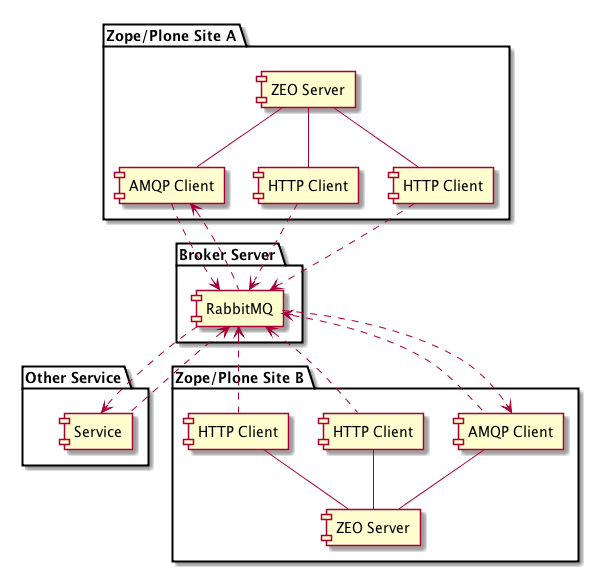 Zope/Plone Site A
ZEO Server
AMQP Client
HTTP Client
HTTP Client
Broker Server
RabbitMQ
Other Service
Zope/Plone Site B
Service
HTTP Client
HTTP Client
AMQP Client
ZEO Server